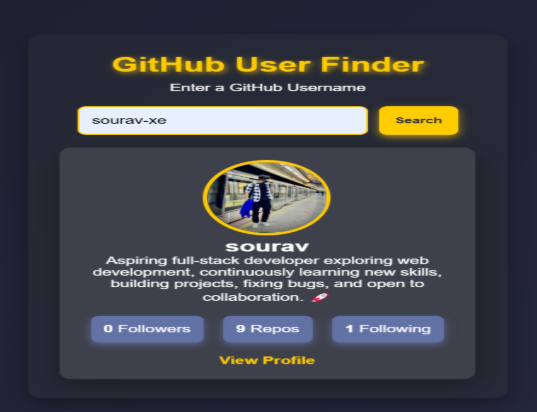 GitHub User Finder
Enter a GitHub Username
sourav-xe
Search
sourav
Aspiring full-stack developer exploring web
development, continuously learning new skills,
building projects, fixing bugs, and open to
collaboration. 🚀
0 Followers
9 Repos
1 Following
View Profile